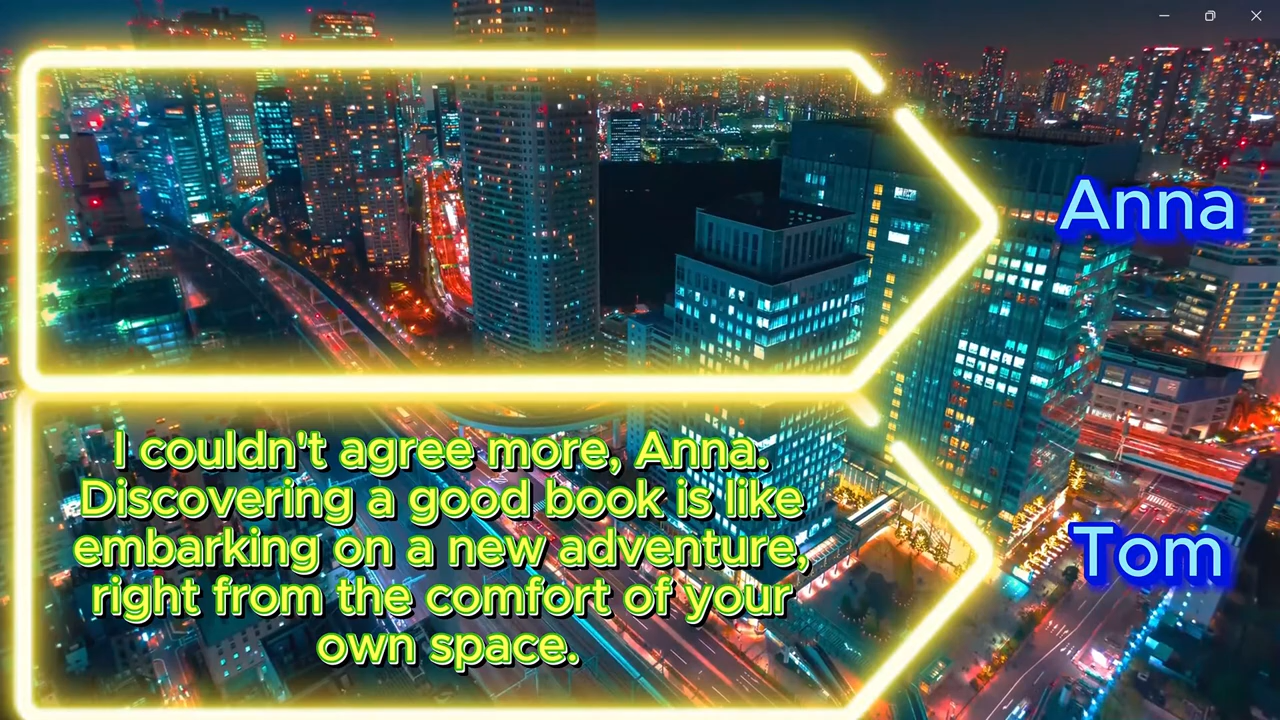 Anna
I couldn't agree more, Anna.
Discovering a good book is like
embarking on a new adventure,
right from the comfort of your
own space.
Tom